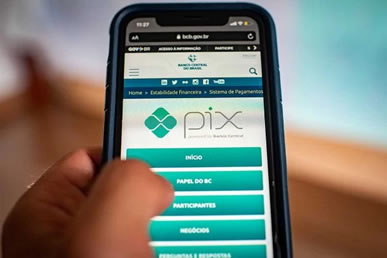 11:27
bcb.gov.br
GOV.BR ACESSO À INFORMAÇÃO PARTICIPE
BANCO CENTRAL
DO BRASIL
Home > Estabilidade financeira > Sistema de Pagamentos
pix
powered by Banco Central
INÍCIO
PAPEL DO BC
PARTICIPANTES
NEGÓCIOS
PERGUNTAS E RESPOSTAS